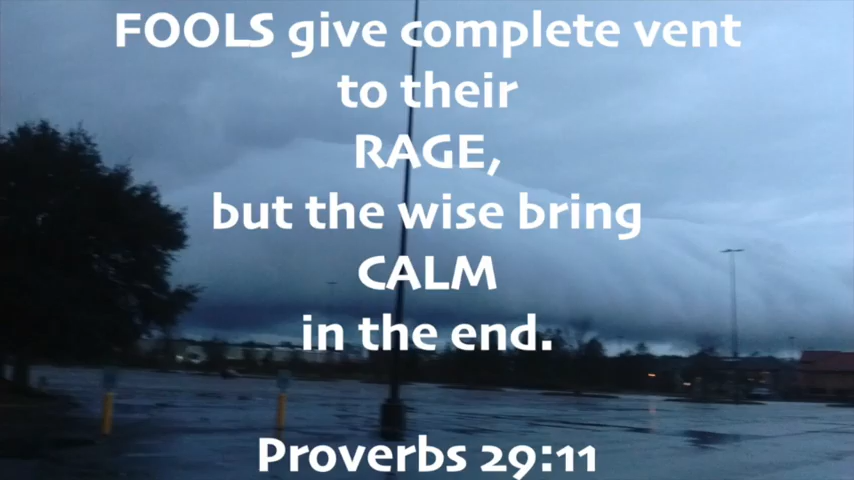 FOOLS give complete vent
to their
RAGE,
but the wise bring
CALM
in the end.
Proverbs 29:11